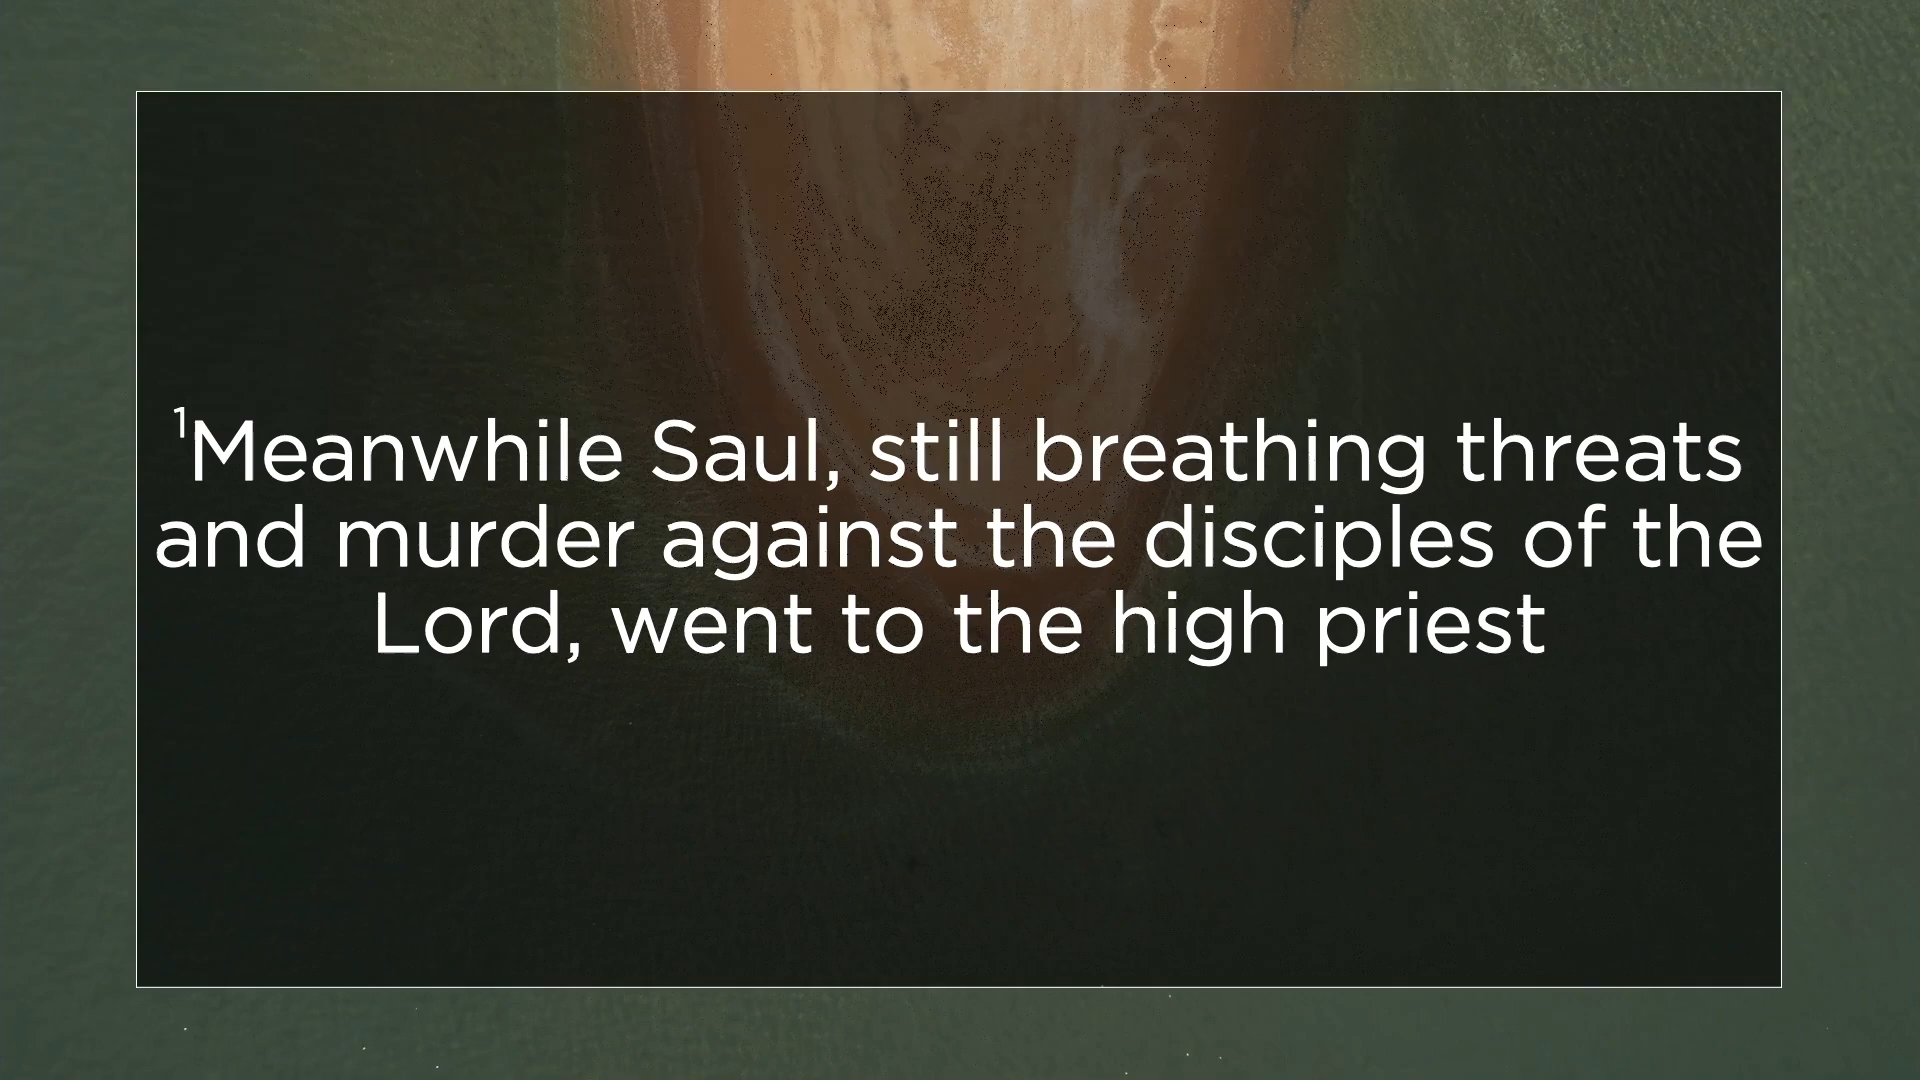 ¹Meanwhile Saul, still breathing threats
and murder against the disciples of the
Lord, went to the high priest